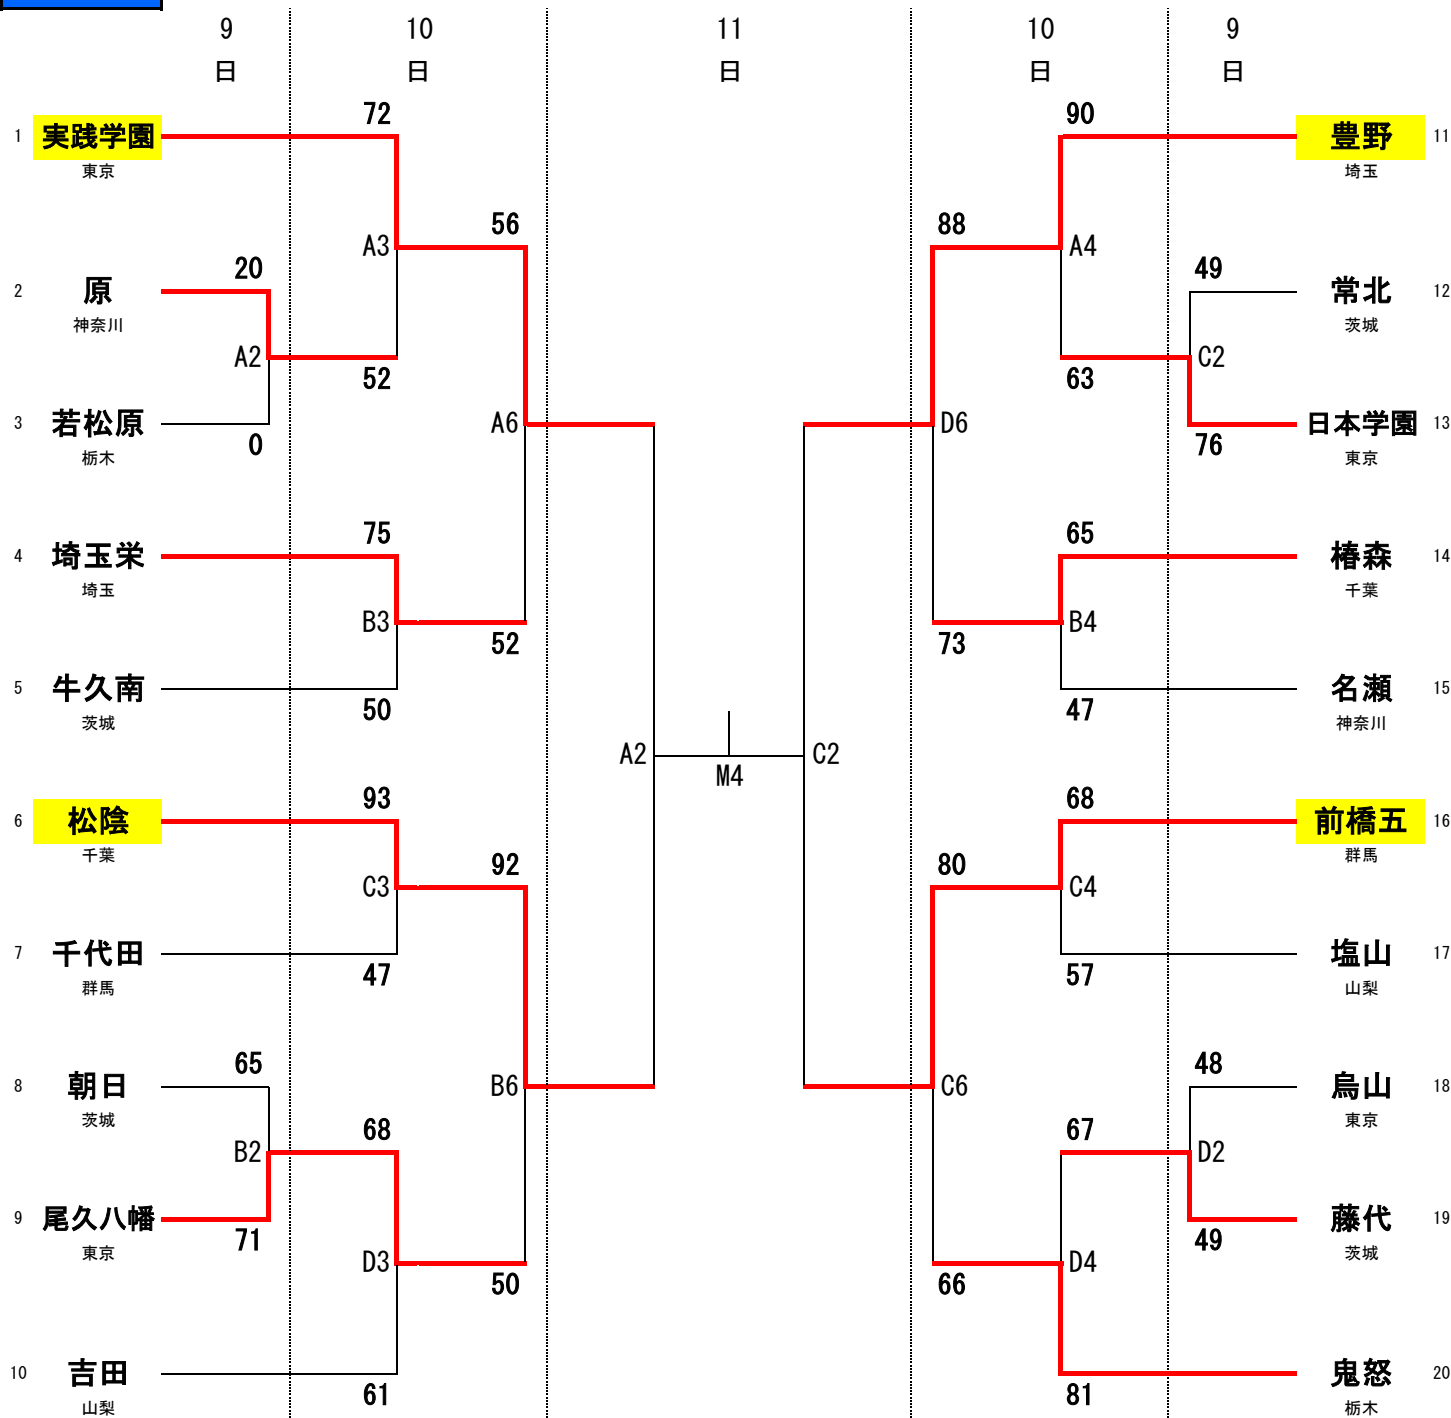 9 10 11 10 9
日 日 日 日 日
72 90
1 実践学園 豊野 11
東京 埼玉
56 88
A3 A4
20 49
2 原 常北 12
神奈川 茨城
A2 C2
52 63
3 若松原 A6 D6 日本学園 13
0 76
栃木 東京
75 65
4 埼玉栄 椿森 14
埼玉 千葉
B3 B4
52 73
5 牛久南 名瀬 15
50 47
茨城 神奈川
A2 C2
M4
93 68
6 松陰 前橋五 16
千葉 群馬
92 80
C3 C4
7 千代田 塩山 17
47 57
群馬 山梨
65 48
8 朝日 B6 C6 烏山 18
茨城 東京
68 67
B2 D2
9 尾久八幡 藤代 19
71 49
東京 茨城
D3 D4
50 66
10 吉田 鬼怒 20
61 81
山梨 栃木